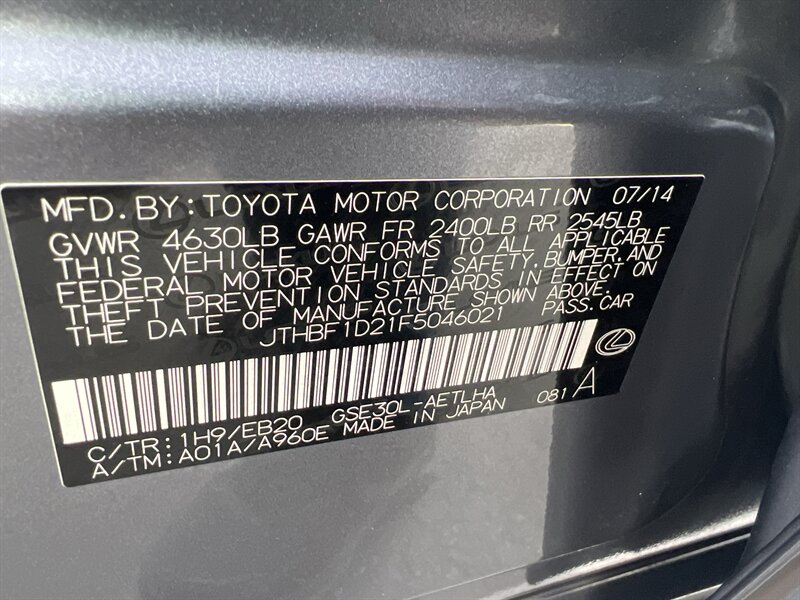 MFD.BY:TOYOTA MOTOR CORPORATION 07/14
GVWR 4630LB GAWR FR 2400LB RR 2545LB
THIS VEHICLE CONFORMS TO ALL APPLICABLE
FEDERAL MOTOR VEHICLE SAFETY,BUMPER,AND
THEFT PREVENTION STANDARDS IN EFFECT ON
THE DATE OF MANUFACTURE SHOWN ABOVE.
JTHBF1D21F5046021 PASS.CAR
C/TR:1H9/EB20 GSE30L-AETLHA 081 A
A/TM:A01A/A960E MADE IN JAPAN